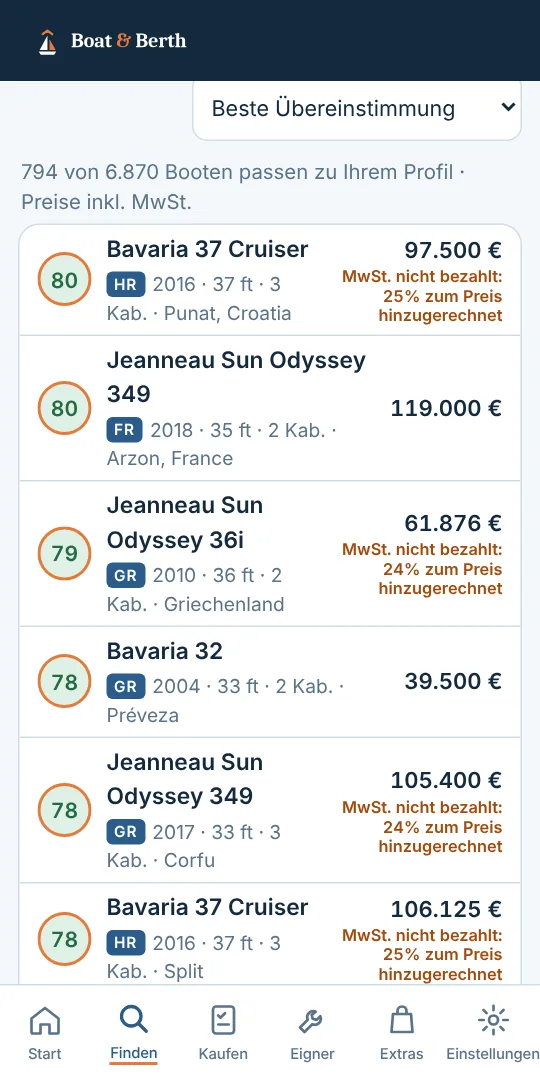 Boat & Berth
Beste Übereinstimmung
794 von 6.870 Booten passen zu Ihrem Profil ·
Preise inkl. MwSt.
80
Bavaria 37 Cruiser
HR 2016 · 37 ft · 3
Kab. · Punat, Croatia
97.500 €
MwSt. nicht bezahlt:
25% zum Preis
hinzugerechnet
80
Jeanneau Sun Odyssey
349
FR 2018 · 35 ft · 2 Kab. ·
Arzon, France
119.000 €
79
Jeanneau Sun
Odyssey 36i
GR 2010 · 36 ft · 2
Kab. · Griechenland
61.876 €
MwSt. nicht bezahlt:
24% zum Preis
hinzugerechnet
78
Bavaria 32
GR 2004 · 33 ft · 2 Kab. ·
Préveza
39.500 €
78
Jeanneau Sun
Odyssey 349
GR 2017 · 33 ft · 3
Kab. · Corfu
105.400 €
MwSt. nicht bezahlt:
24% zum Preis
hinzugerechnet
78
Bavaria 37 Cruiser
HR 2016 · 37 ft · 3
Kab. · Split
106.125 €
MwSt. nicht bezahlt:
25% zum Preis
hinzugerechnet
Start
Finden
Kaufen
Eigner
Extras
Einstellungen